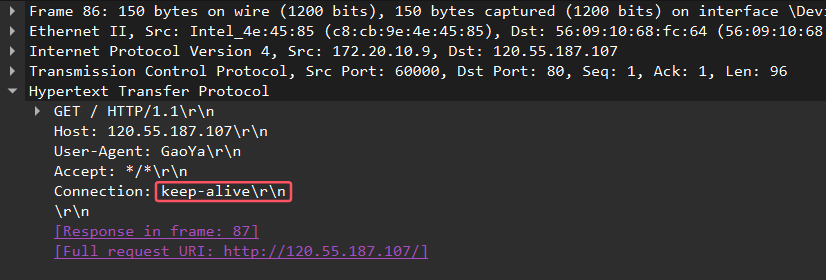 Frame 86: 150 bytes on wire (1200 bits), 150 bytes captured (1200 bits) on interface \Devi
Ethernet II, Src: Intel_4e:45:85 (c8:cb:9e:4e:45:85), Dst: 56:09:10:68:fc:64 (56:09:10:68
Internet Protocol Version 4, Src: 172.20.10.9, Dst: 120.55.187.107
Transmission Control Protocol, Src Port: 60000, Dst Port: 80, Seq: 1, Ack: 1, Len: 96
Hypertext Transfer Protocol
GET / HTTP/1.1\r\n
Host: 120.55.187.107\r\n
User-Agent: GaoYa\r\n
Accept: */*\r\n
Connection: keep-alive\r\n
\r\n
[Response in frame: 87]
[Full request URI: http://120.55.187.107/]